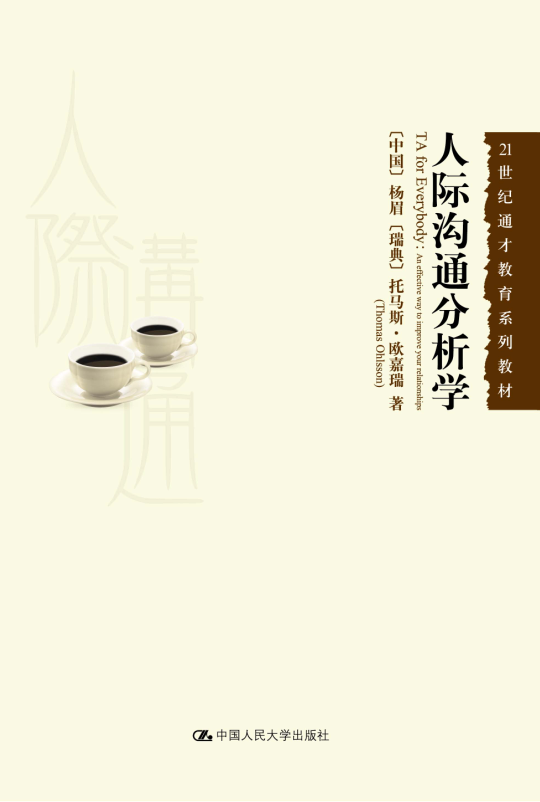 21世纪通才教育系列教材
人际沟通分析学
TA for Everybody: An effective way to improve your relationships
〔中国〕杨眉〔瑞典〕托马斯·欧嘉瑞 著
(Thomas Ohlsson)
人際
溝通
中国人民大学出版社